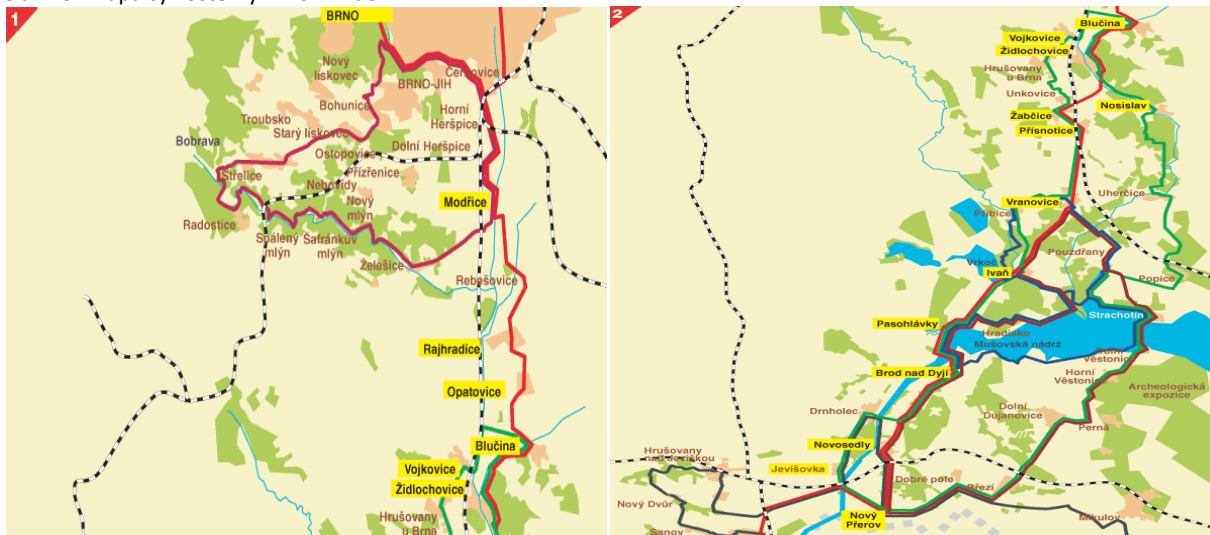 1
BRNO
Nový
lískovec
Černovice
BRNO-JIH
Bohunice
Horní
Heršpice
Troubsko
Starý lískovec
Bobrava
Dolní Heršpice
Ostopovice
Přízřenice
Střelice
Nebovidy
Nový
mlýn
Modřice
Radostice
Spálený
mlýn
Šafránkův
mlýn
Želešice
Rebešovice
Rajhradice
Opatovice
Blučina
Vojkovice
Židlochovice
Hrušovany
u Brna
2
Blučina
Vojkovice
Židlochovice
Hrušovany
u Brna
Unkovice
Nosislav
Žabčice
Přísnotice
Uherčice
Vranovice
Přibice
Pouzdřany
Vrkoč
Ivaň
Popice
Strachotín
Pasohlávky
Hradisko
Mušovská nádrž
Dolní
Věstonice
Brod nad Dyjí
Horní
Věstonice
Archeologická
expozice
Drnholec
Dolní
Dujanovice
Perná
Novosedly
Hrušovany
nad Jevišku
Jevišovka
Dobré pole
Březí
Nový Dvůr
Nový
Přerov
Mikulov